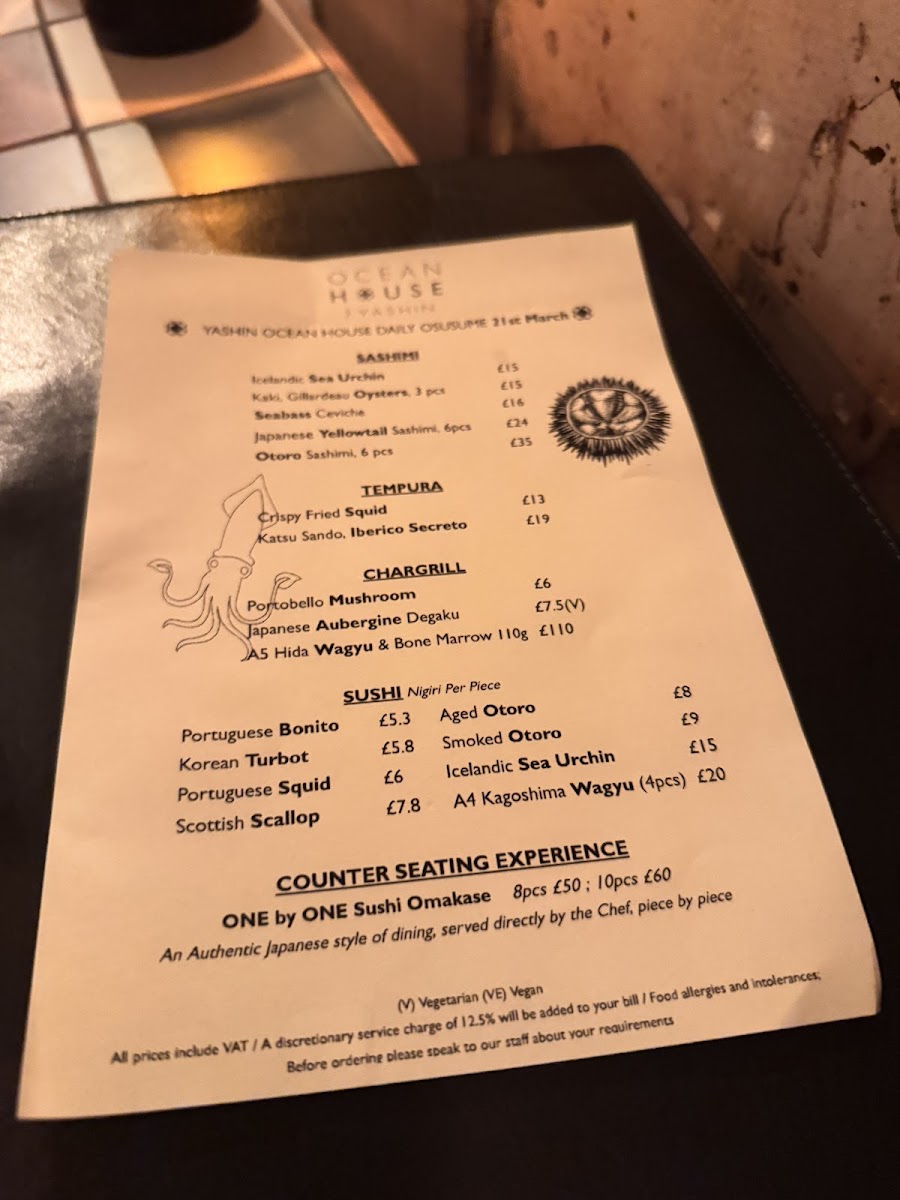 OCEAN
HOUSE
YASHIN
YASHIN OCEAN HOUSE DAILY OSUSUME 21st March
SASHIMI
Icelandic Sea Urchin £15
Kaki, Gillardeau Oysters, 3 pcs £15
Seabass Ceviche £16
Japanese Yellowtail Sashimi, 6pcs £24
Otoro Sashimi, 6 pcs £35
TEMPURA
Crispy Fried Squid £13
Katsu Sando, Iberico Secreto £19
CHARGRILL
Portobello Mushroom £6
Japanese Aubergine Degaku £7.5(V)
A5 Hida Wagyu & Bone Marrow 110g £110
SUSHI Nigiri Per Piece
Portuguese Bonito £5.3 Aged Otoro £8
Korean Turbot £5.8 Smoked Otoro £9
Portuguese Squid £6 Icelandic Sea Urchin £15
Scottish Scallop £7.8 A4 Kagoshima Wagyu (4pcs) £20
COUNTER SEATING EXPERIENCE
ONE by ONE Sushi Omakase 8pcs £50 ; 10pcs £60
An Authentic Japanese style of dining, served directly by the Chef, piece by piece
(V) Vegetarian (VE) Vegan
All prices include VAT / A discretionary service charge of 12.5% will be added to your bill / Food allergies and intolerances;
Before ordering please speak to our staff about your requirements